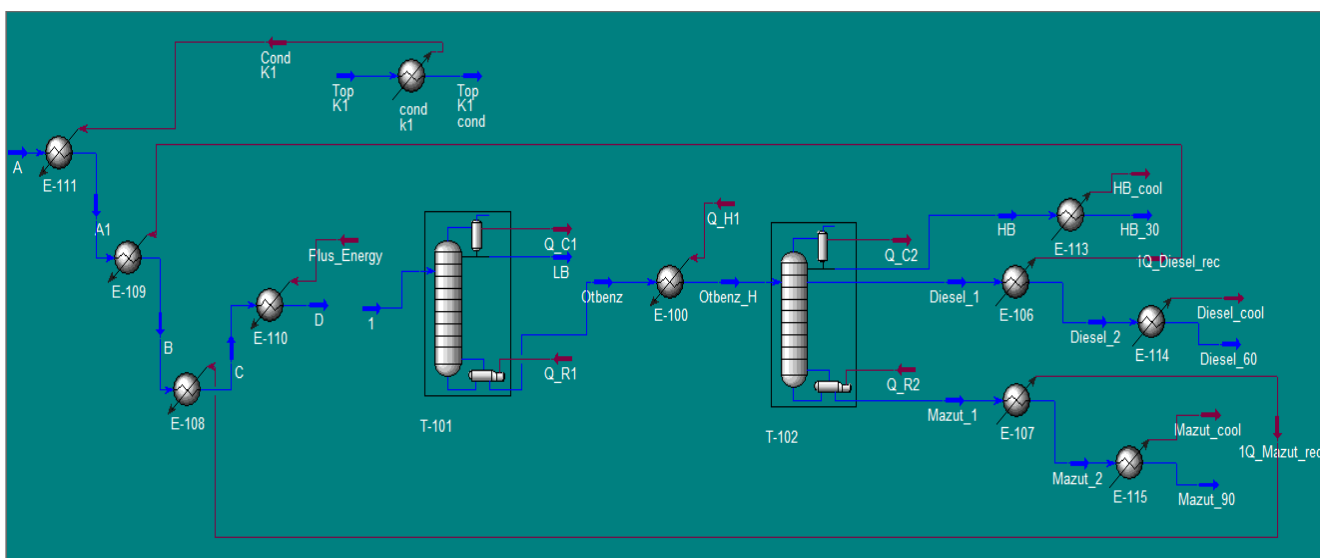 Cond
K1
Top
K1
cond
k1
Top
K1
cond
A
E-111
A1
E-109
B
E-108
C
E-110
Flus_Energy
D
1
T-101
Q_C1
LB
Q_R1
Otbenz
E-100
Q_H1
Otbenz_H
T-102
Q_C2
Q_R2
HB
E-113
HB_cool
HB_30
1Q_Diesel_rec
Diesel_1
E-106
Diesel_2
E-114
Diesel_cool
Diesel_60
Mazut_1
E-107
Mazut_2
E-115
Mazut_cool
Mazut_90
1Q_Mazut_rec